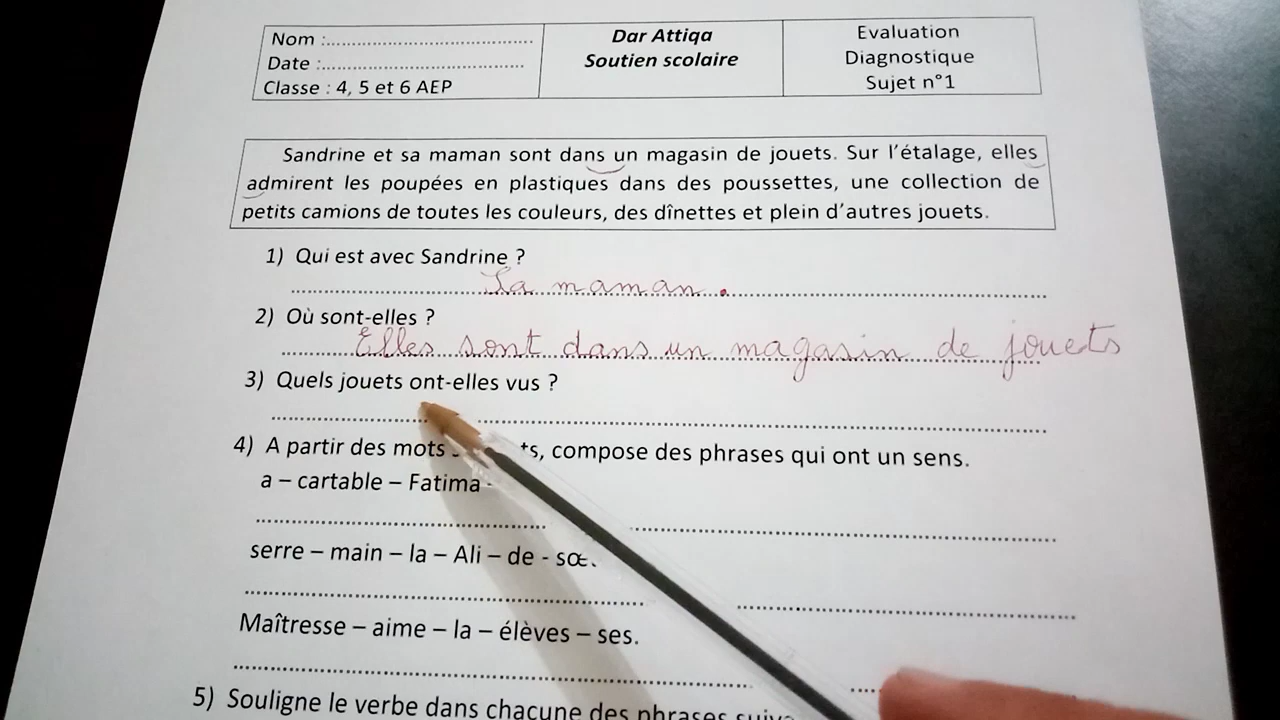 Nom :............................................
Date :...........................................
Classe : 4, 5 et 6 AEP
Dar Attiqa
Soutien scolaire
Evaluation
Diagnostique
Sujet n°1
Sandrine et sa maman sont dans un magasin de jouets. Sur l'étalage, elles
admirent les poupées en plastiques dans des poussettes, une collection de
petits camions de toutes les couleurs, des dînettes et plein d'autres jouets.
1) Qui est avec Sandrine ?
Sa maman.
2) Où sont-elles ?
Elles sont dans un magasin de jouets
3) Quels jouets ont-elles vus ?
4) A partir des mots compose des phrases qui ont un sens.
a – cartable – Fatima
serre – main – la – Ali – de -
Maîtresse – aime – la – élèves – ses.
5) Souligne le verbe dans chacune des phrases